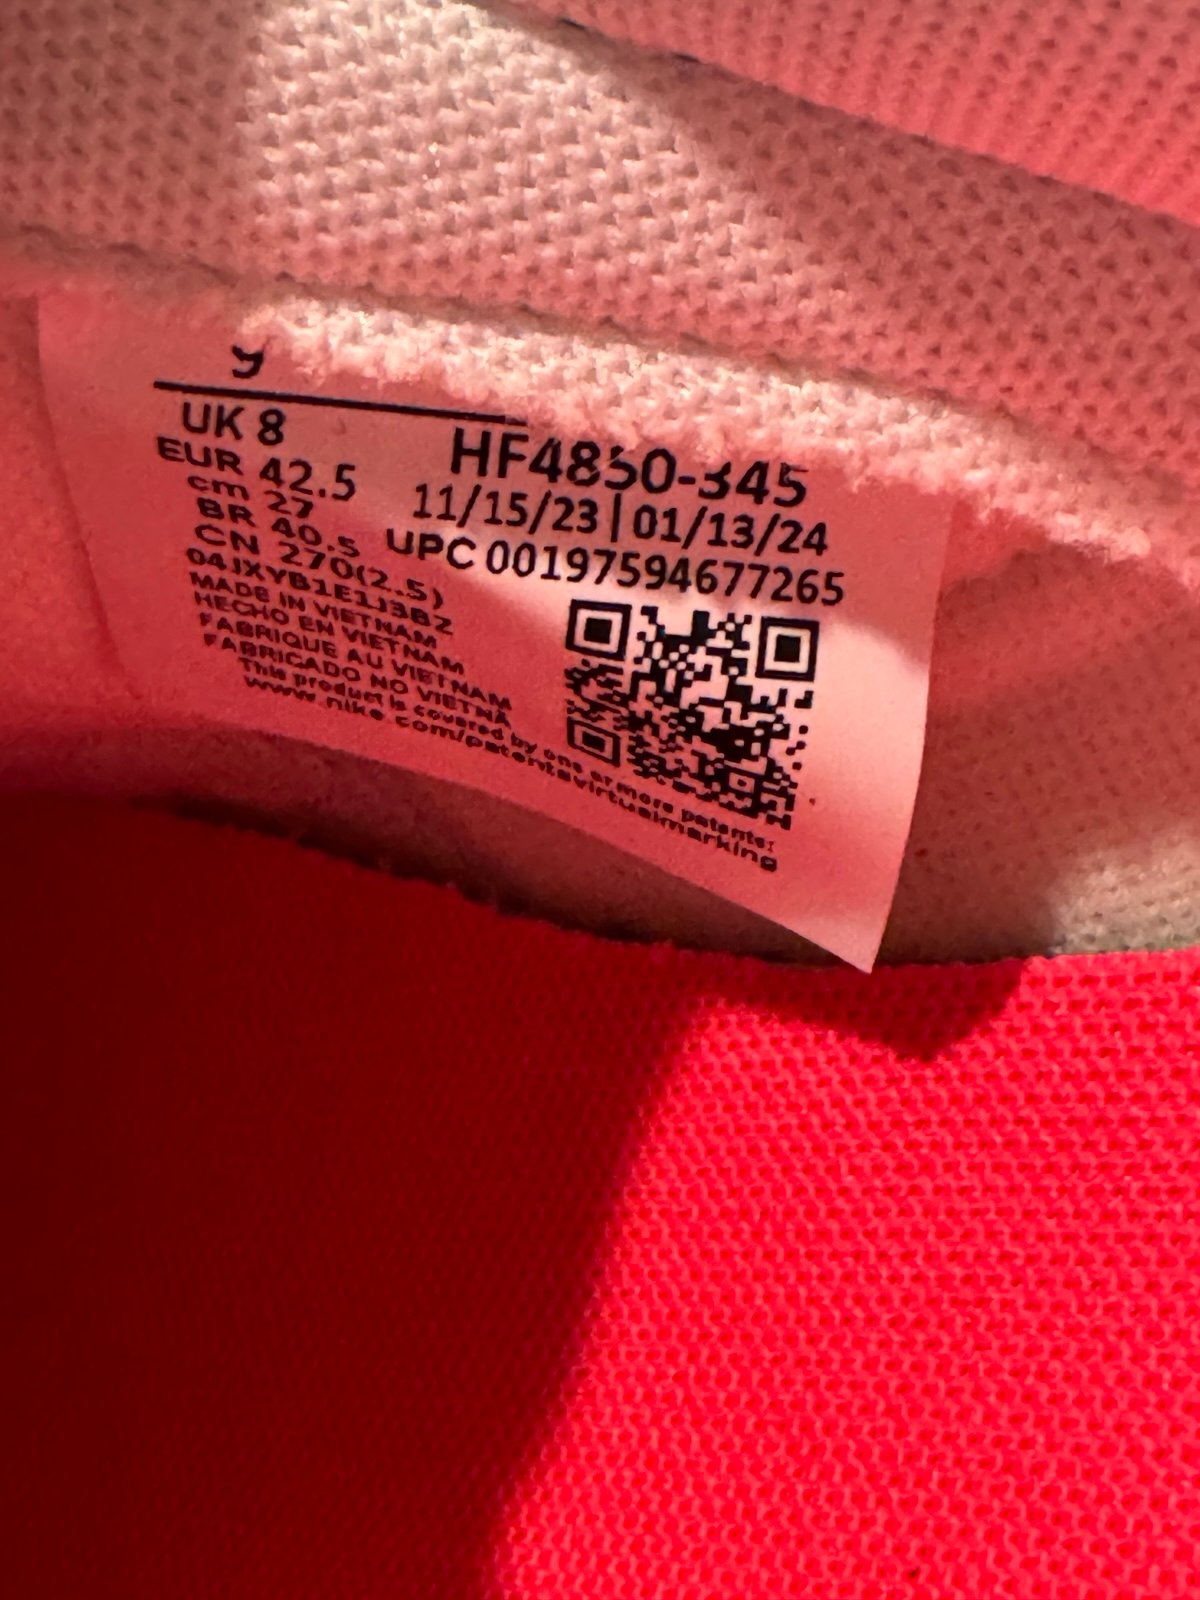 9
UK 8
EUR 42.5
cm 27
BR 40.5
CN 270(2.5)
04JXYB1E1J3B2
MADE IN VIETNAM
HECHO EN VIETNAM
FABRIQUE AU VIETNAM
FABRICADO NO VIETNA
This product is covered by one or more patents:
www.nike.com/patentsvirtualmarking
HF4850-345
11/15/23 | 01/13/24
UPC 00197594677265